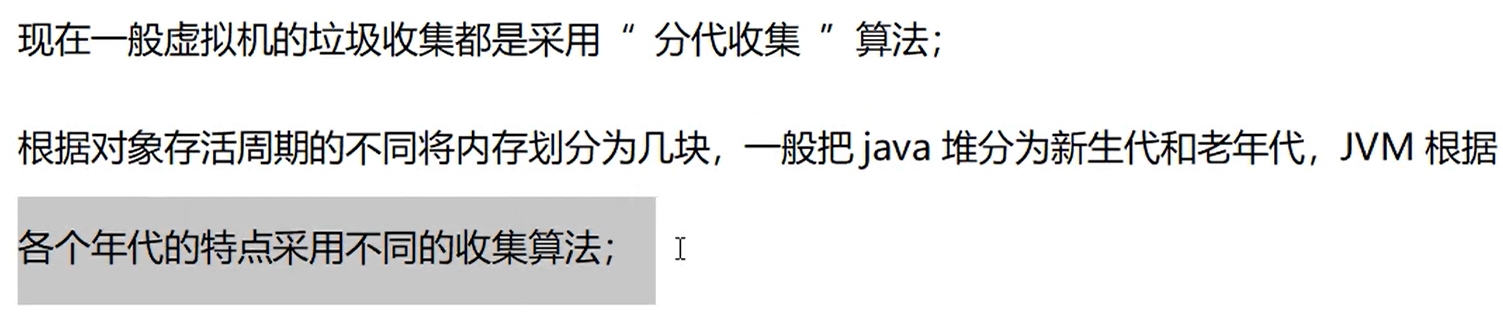 现在一般虚拟机的垃圾收集都是采用 “ 分代收集 ” 算法；
根据对象存活周期的不同将内存划分为几块，一般把 java 堆分为新生代和老年代，JVM 根据
各个年代的特点采用不同的收集算法；